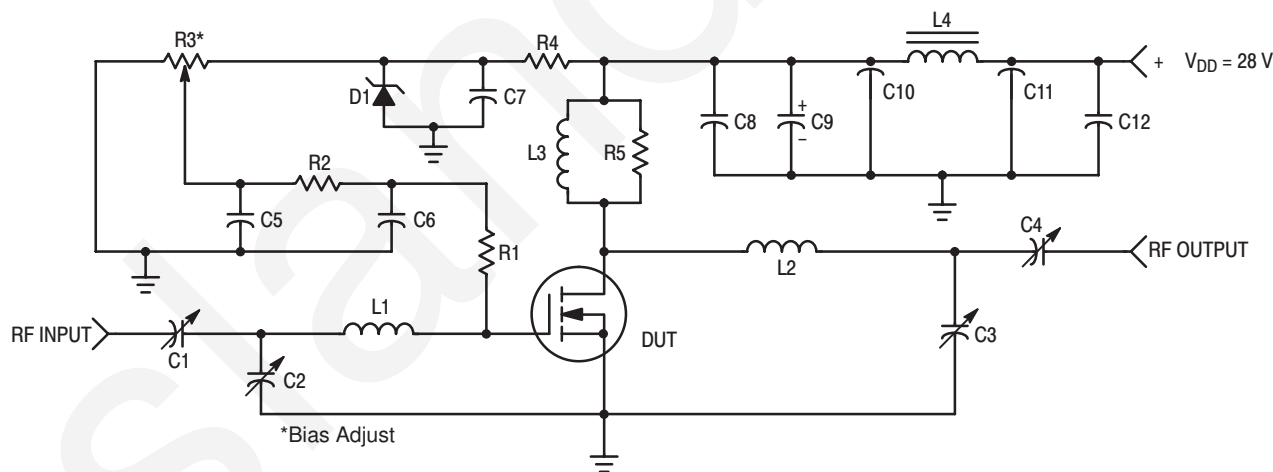 L4
R3*
R4
+ V_DD = 28 V
D1
C7
C10
C11
C8
+
C9
–
C12
L3
R5
R2
C5
C6
R1
C4
RF OUTPUT
L2
L1
RF INPUT
C1
DUT
C3
C2
*Bias Adjust